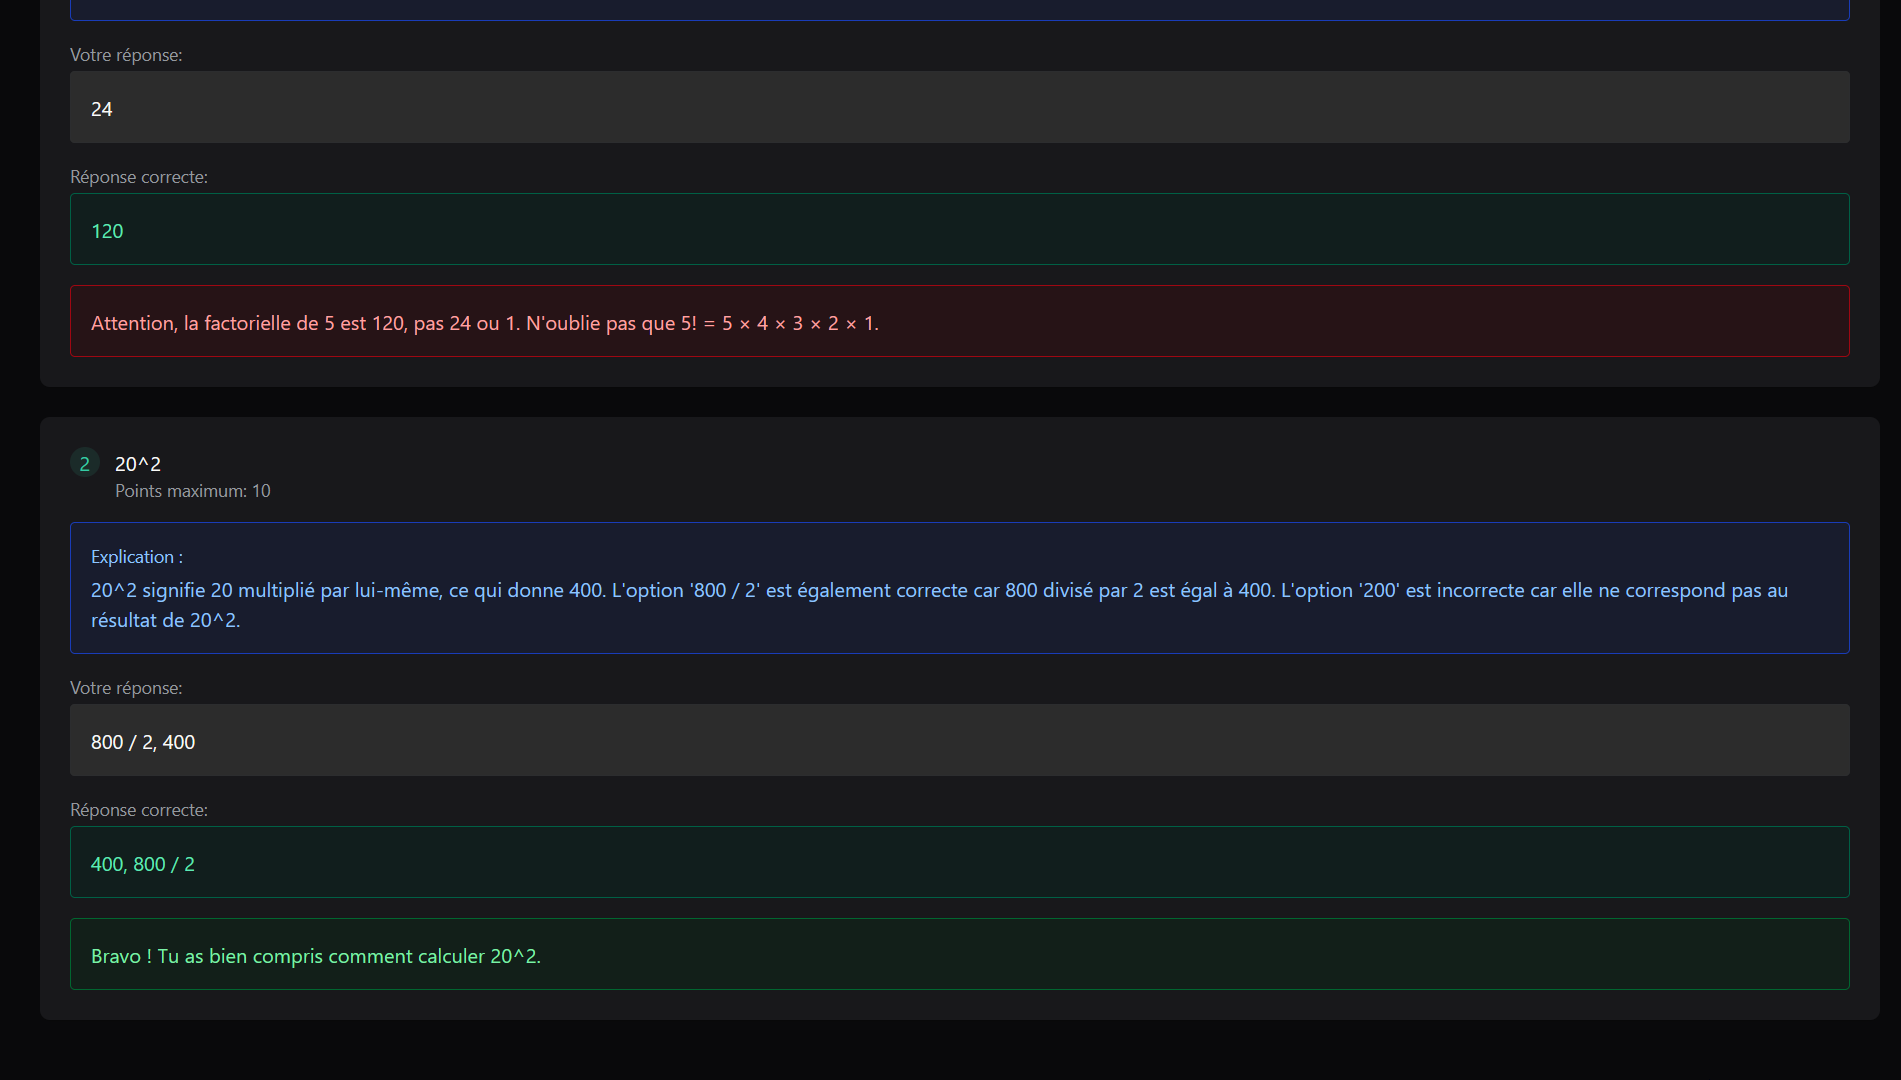 Votre réponse:
24
Réponse correcte:
120
Attention, la factorielle de 5 est 120, pas 24 ou 1. N'oublie pas que 5! = 5 × 4 × 3 × 2 × 1.
2
20^2
Points maximum: 10
Explication :
20^2 signifie 20 multiplié par lui-même, ce qui donne 400. L'option '800 / 2' est également correcte car 800 divisé par 2 est égal à 400. L'option '200' est incorrecte car elle ne correspond pas au
résultat de 20^2.
Votre réponse:
800 / 2, 400
Réponse correcte:
400, 800 / 2
Bravo ! Tu as bien compris comment calculer 20^2.